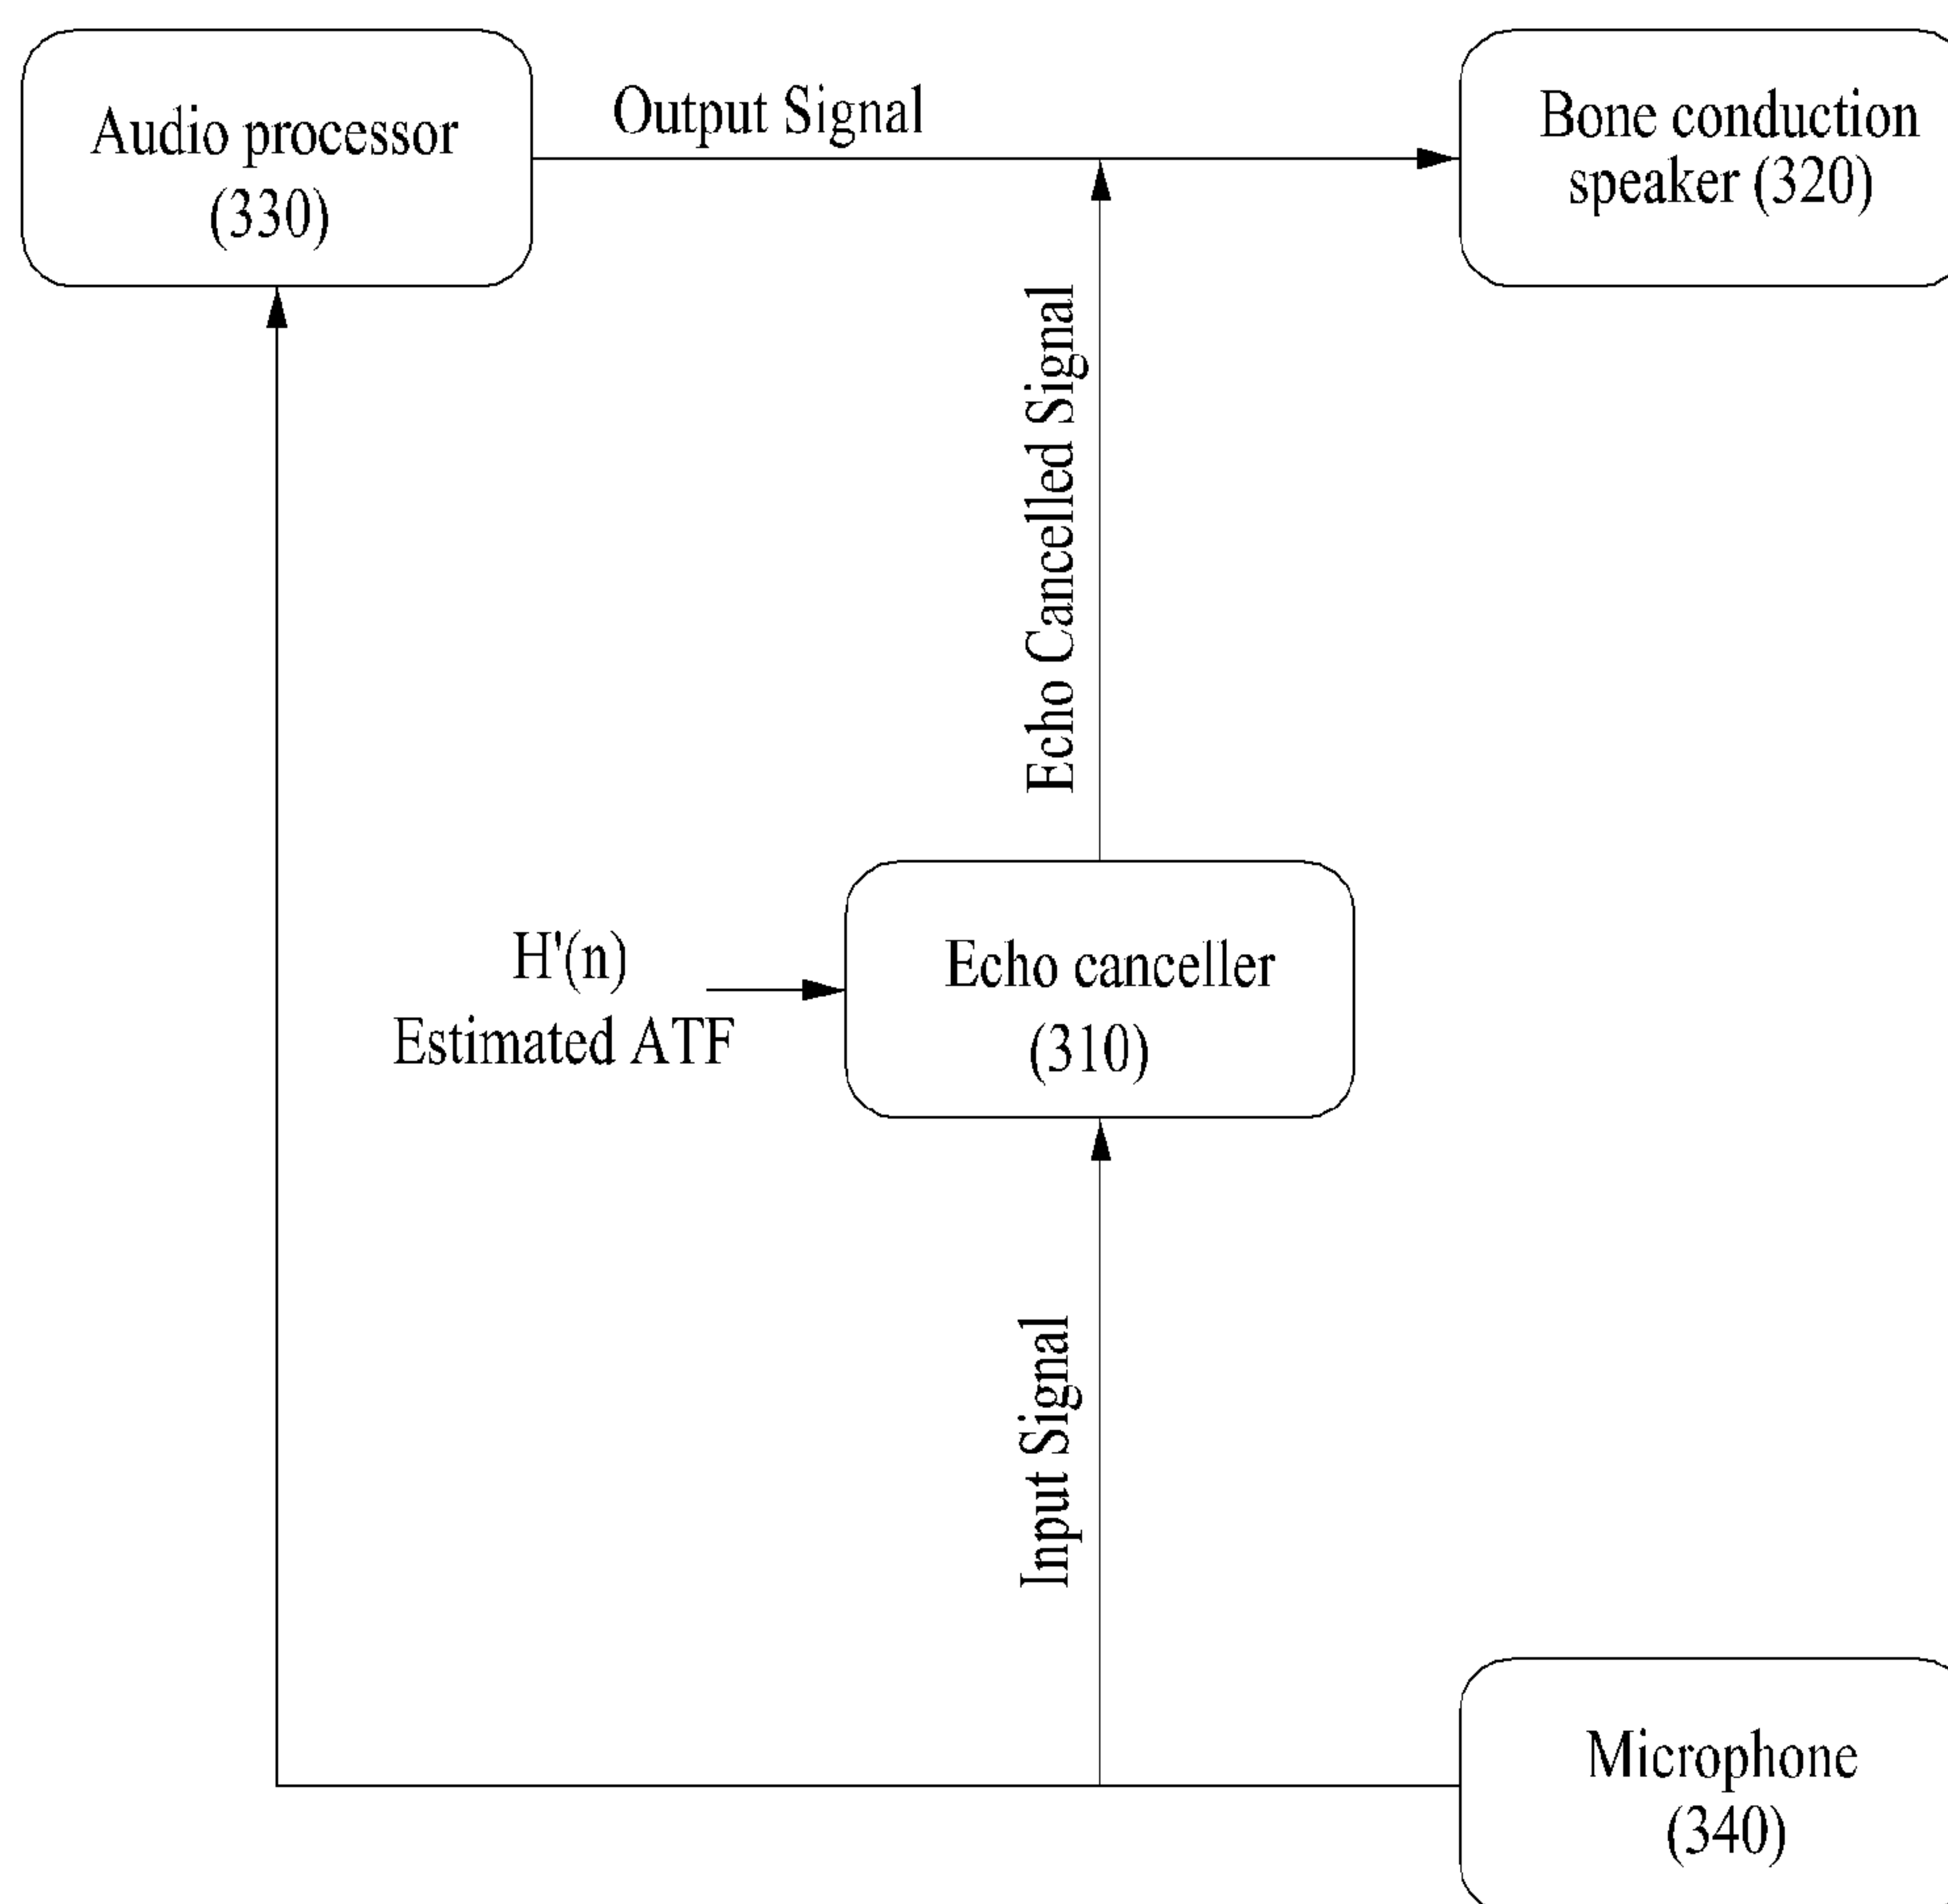 Audio processor
(330)
Output Signal
Bone conduction
speaker (320)
Echo Cancelled Signal
H'(n)
Estimated ATF
Echo canceller
(310)
Input Signal
Microphone
(340)